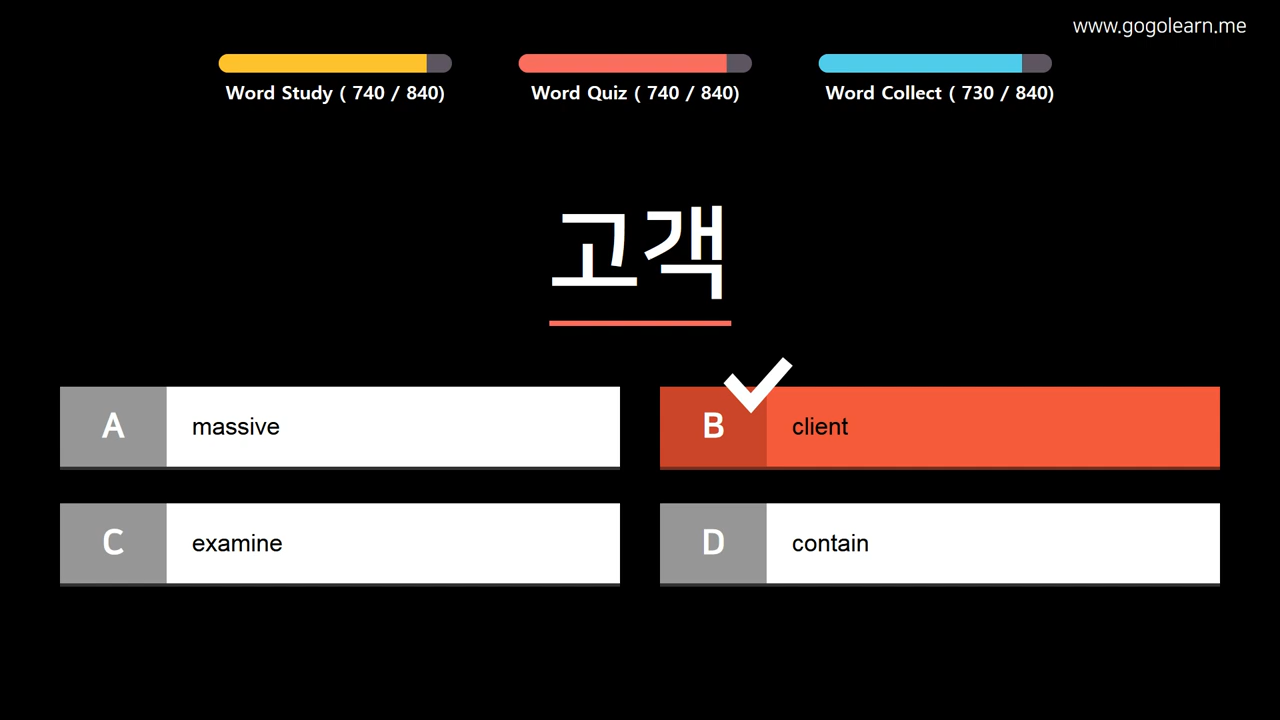 www.gogolearn.me
Word Study ( 740 / 840)
Word Quiz ( 740 / 840)
Word Collect ( 730 / 840)
고객
A massive
B client
C examine
D contain